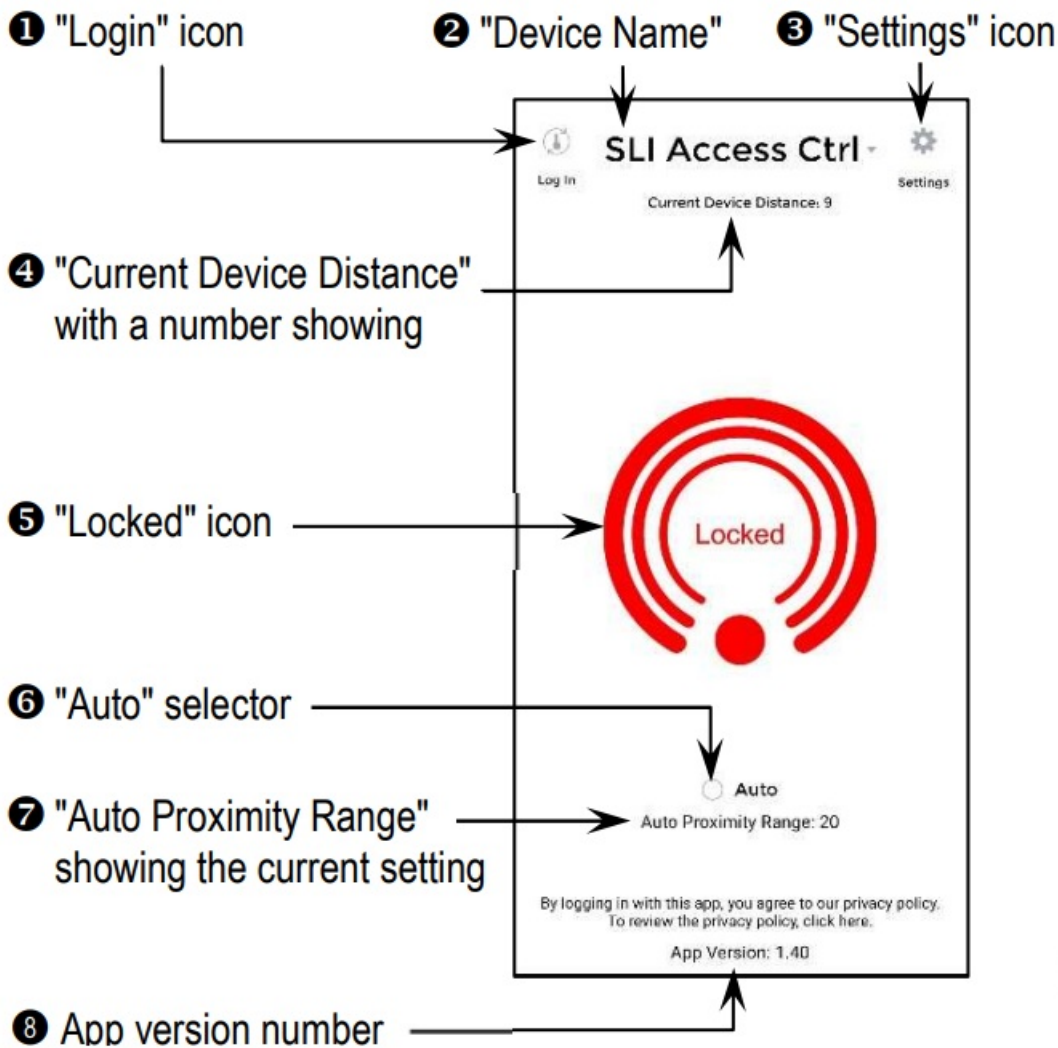 ❶ "Login" icon
❷ "Device Name"
❸ "Settings" icon
SLI Access Ctrl
Log In
Settings
Current Device Distance: 9
❹ "Current Device Distance"
with a number showing
❺ "Locked" icon
Locked
❻ "Auto" selector
Auto
❼ "Auto Proximity Range"
showing the current setting
Auto Proximity Range: 20
By logging in with this app, you agree to our privacy policy.
To review the privacy policy, click here.
App Version: 1.40
❽ App version number